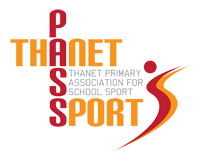 PASS
THANET
THANET PRIMARY
ASSOCIATION FOR
SCHOOL SPORT
SPORT